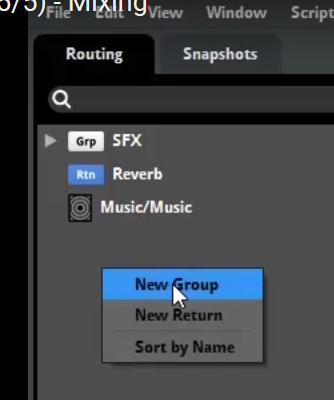 5/5) - Mixing
File Edit View Window Script
Routing Snapshots
Grp SFX
Rtn Reverb
Music/Music
New Group
New Return
Sort by Name